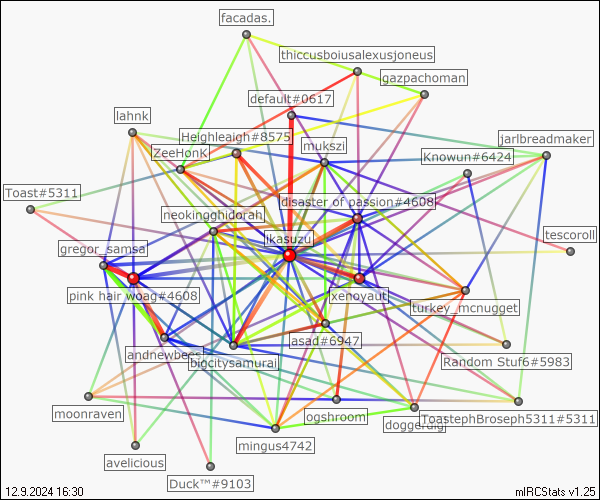 facadas.
thiccusboiusalexusjoneus
gazpachoman
default#0617
lahnk
Heighleaigh#8575
mukszi
jarlbreadmaker
ZeeHonk
Knowun#6424
Toast#5311
disaster of passion#4608
neokingghidorah
tescoroll
ikasuzu
gregor_samsa
pink hair woag#4608
xenoyaut
turkey_mcnugget
asad#6947
andnewbees
bigcitysamurai
Random Stuf6#5983
moonraven
ogshroom
ToastephBroseph5311#5311
doggerdig
mingus4742
avelicious
Duck™#9103
12.9.2024 16:30
mIRCStats v1.25